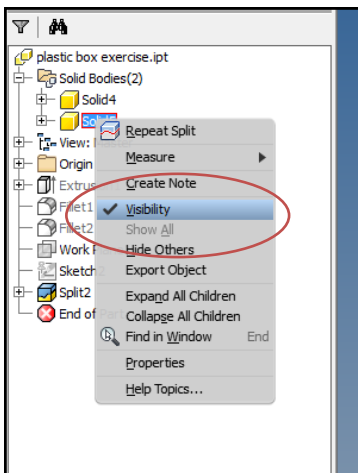 plastic box exercise.ipt
Solid Bodies(2)
Solid4
View:
Origin
Repeat Split
Measure
Create Note
Visibility
Show All
Hide Others
Export Object
Expand All Children
Collapse All Children
Find in Window End
Properties
Help Topics...
Fillet1
Fillet2
Work
Split2
End of